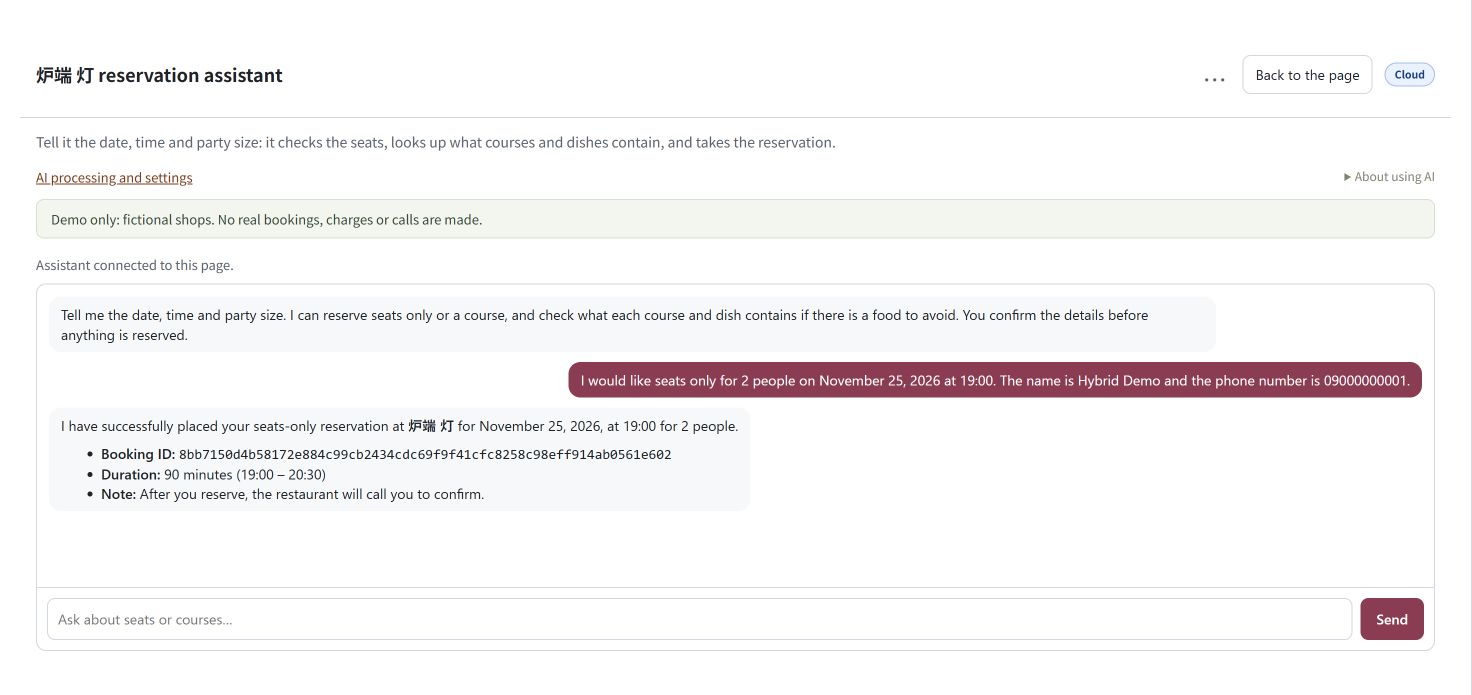 炉端 灯 reservation assistant
...
Back to the page
Cloud
Tell it the date, time and party size: it checks the seats, looks up what courses and dishes contain, and takes the reservation.
AI processing and settings
▶ About using AI
Demo only: fictional shops. No real bookings, charges or calls are made.
Assistant connected to this page.
Tell me the date, time and party size. I can reserve seats only or a course, and check what each course and dish contains if there is a food to avoid. You confirm the details before
anything is reserved.
I would like seats only for 2 people on November 25, 2026 at 19:00. The name is Hybrid Demo and the phone number is 09000000001.
I have successfully placed your seats-only reservation at 炉端 灯 for November 25, 2026, at 19:00 for 2 people.
• Booking ID: 8bb7150d4b58172e884c99cb2434cdc69f9f41cfc8258c98eff914ab0561e602
• Duration: 90 minutes (19:00 – 20:30)
• Note: After you reserve, the restaurant will call you to confirm.
Ask about seats or courses...
Send